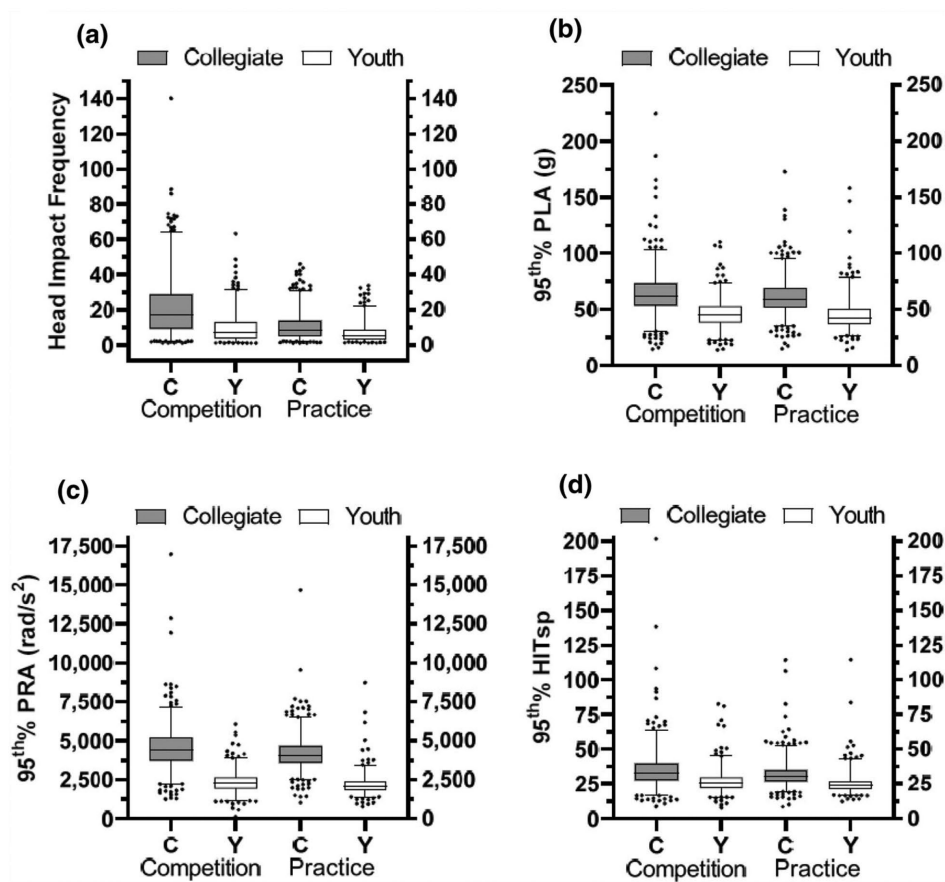 (a)
Collegiate Youth
Head Impact Frequency
140 140
120 120
100 100
80 80
60 60
40 40
20 20
0 0
C Y C Y
Competition Practice
(b)
Collegiate Youth
95th% PLA (g)
250 250
200 200
150 150
100 100
50 50
0 0
C Y C Y
Competition Practice
(c)
Collegiate Youth
95th% PRA (rad/s²)
17,500 17,500
15,000 15,000
12,500 12,500
10,000 10,000
7,500 7,500
5,000 5,000
2,500 2,500
0 0
C Y C Y
Competition Practice
(d)
Collegiate Youth
95th% HITsp
200 200
175 175
150 150
125 125
100 100
75 75
50 50
25 25
0 0
C Y C Y
Competition Practice